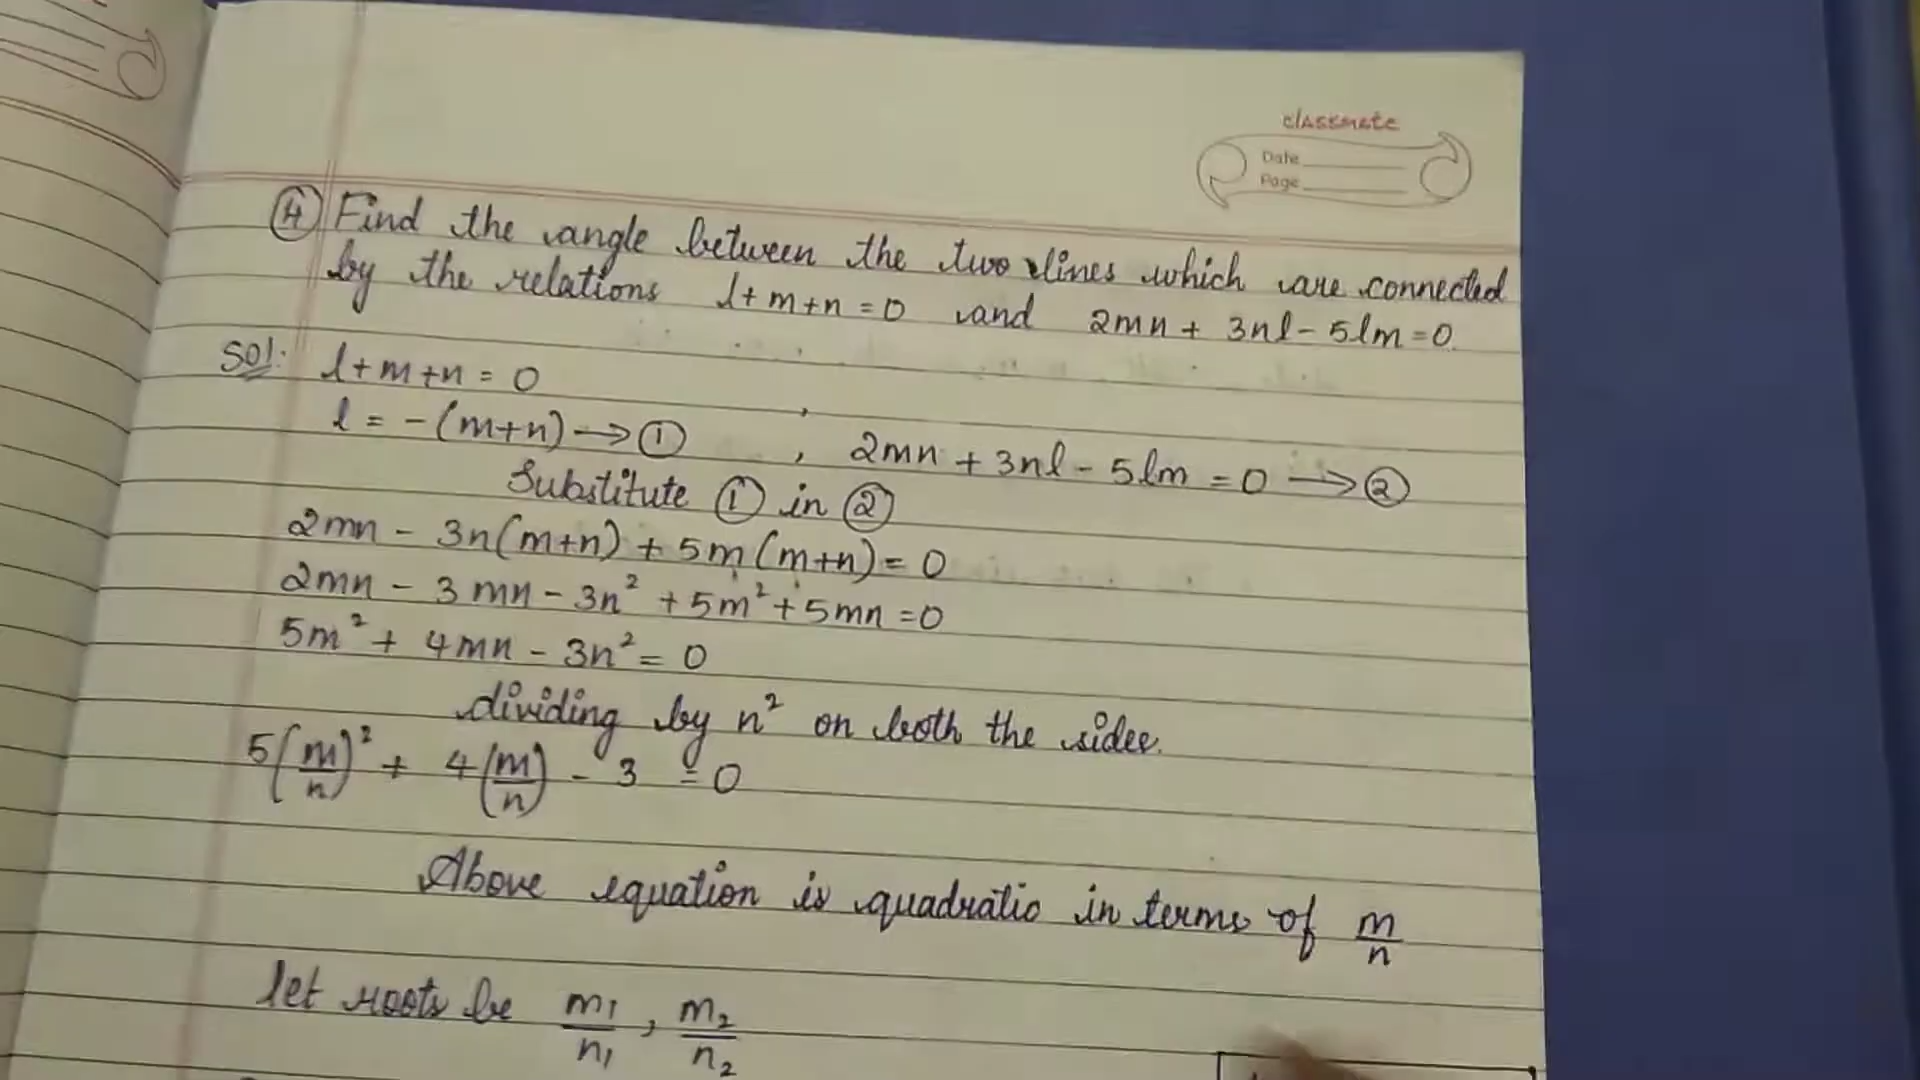 classmate
Date
Page
④ Find the angle between the two lines which are connected
by the relations l+m+n=0 and 2mn+3nl-5lm=0.
Sol: l+m+n=0
l=-(m+n)→① , 2mn+3nl-5lm=0→②
Substitute ① in ②
2mn-3n(m+n)+5m(m+n)=0
2mn-3mn-3n²+5m²+5mn=0
5m²+4mn-3n²=0
dividing by n² on both the sides.
5(m/n)²+4(m/n)-3=0
Above equation is quadratic in terms of m/n
let roots be m₁/n₁, m₂/n₂